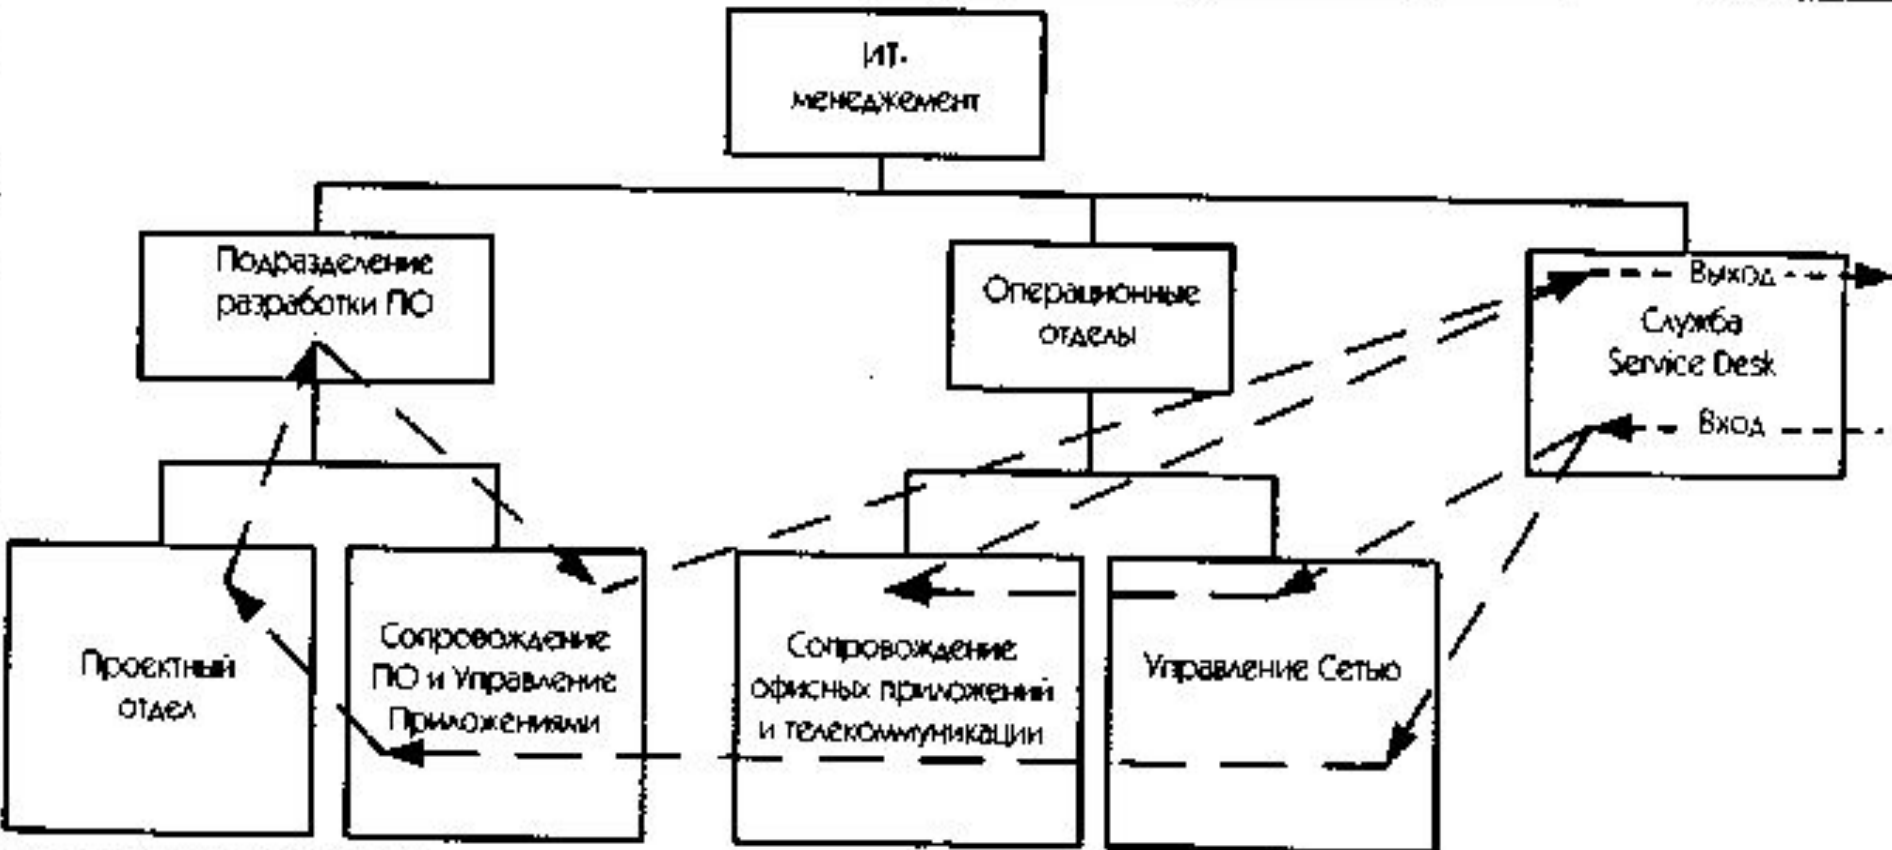 ИТ-
менеджемент
Подразделение
разработки ПО
Операционные
отделы
Выход
Служба
Service Desk
Вход
Проектный
отдел
Сопровождение
ПО и Управление
Приложениями
Сопровождение
офисных приложений
и телекоммуникации
Управление Сетью